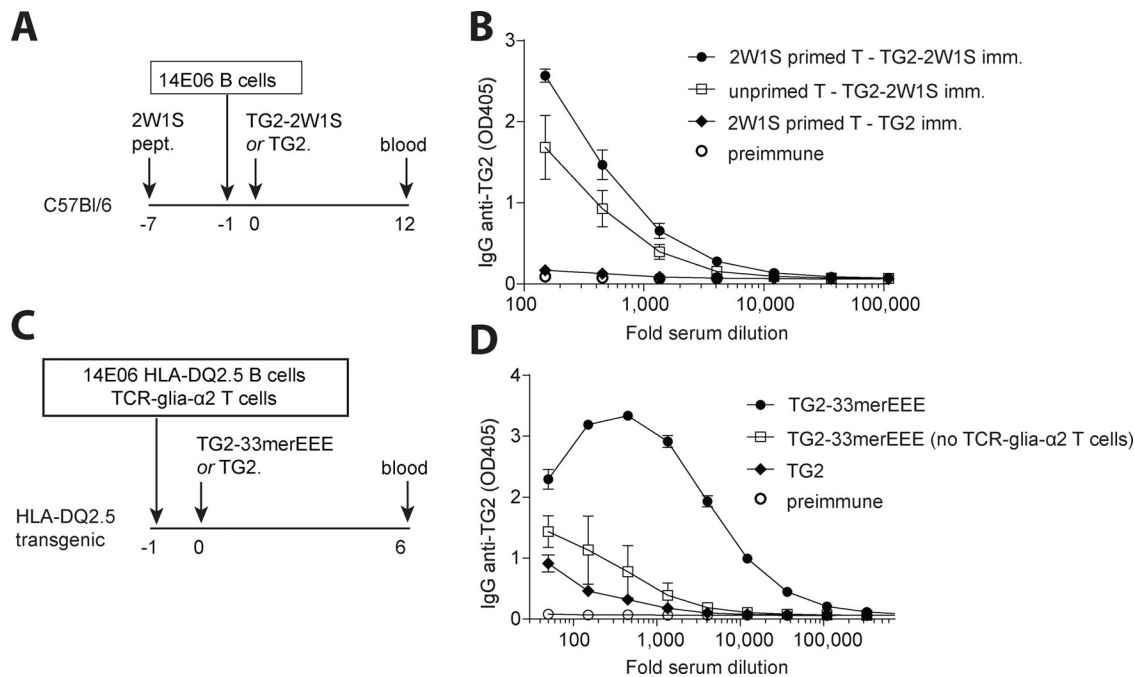 A
14E06 B cells
2W1S
pept.
TG2-2W1S
or TG2.
blood
C57Bl/6
-7
-1
0
12
B
IgG anti-TG2 (OD405)
3
2
1
0
100
1,000
10,000
100,000
Fold serum dilution
2W1S primed T - TG2-2W1S imm.
unprimed T - TG2-2W1S imm.
2W1S primed T - TG2 imm.
preimmune
C
14E06 HLA-DQ2.5 B cells
TCR-glia-α2 T cells
TG2-33merEEE
or TG2.
blood
HLA-DQ2.5
transgenic
-1
0
6
D
IgG anti-TG2 (OD405)
4
3
2
1
0
100
1,000
10,000
100,000
Fold serum dilution
TG2-33merEEE
TG2-33merEEE (no TCR-glia-α2 T cells)
TG2
preimmune